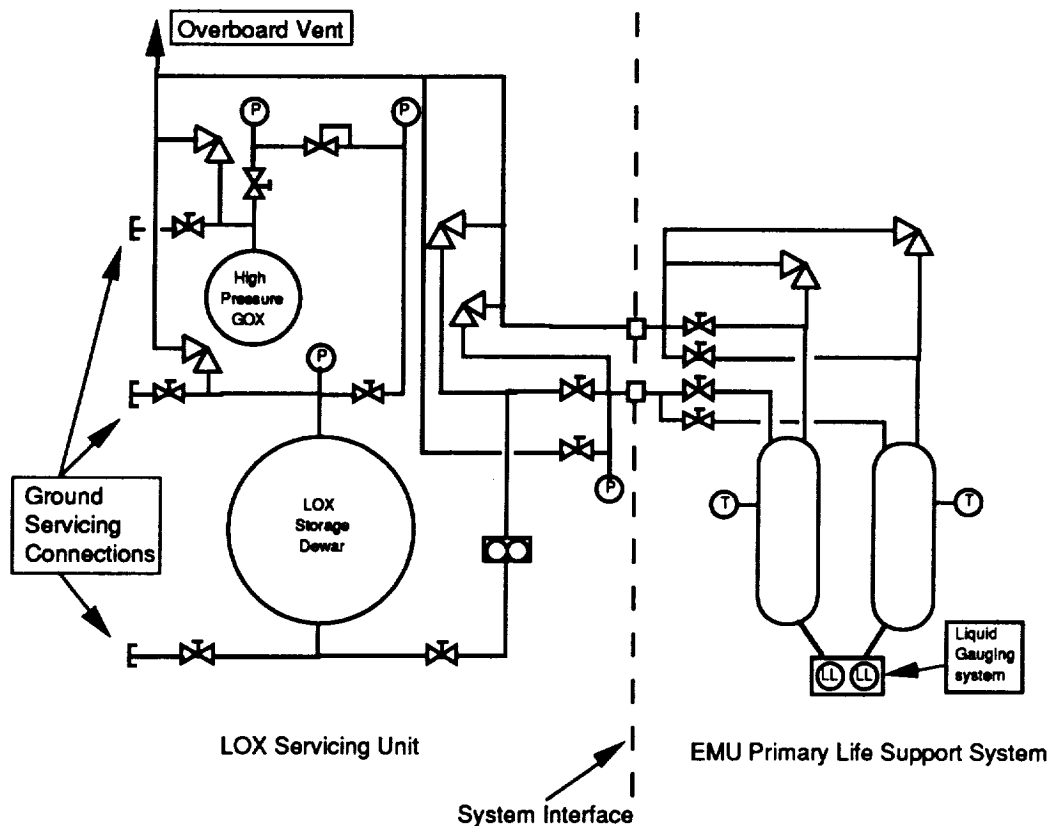 Overboard Vent
P
P
High
Pressure
GOX
P
Ground
Servicing
Connections
LOX
Storage
Dewar
P
T
T
LL
LL
Liquid
Gauging
system
LOX Servicing Unit
EMU Primary Life Support System
System Interface